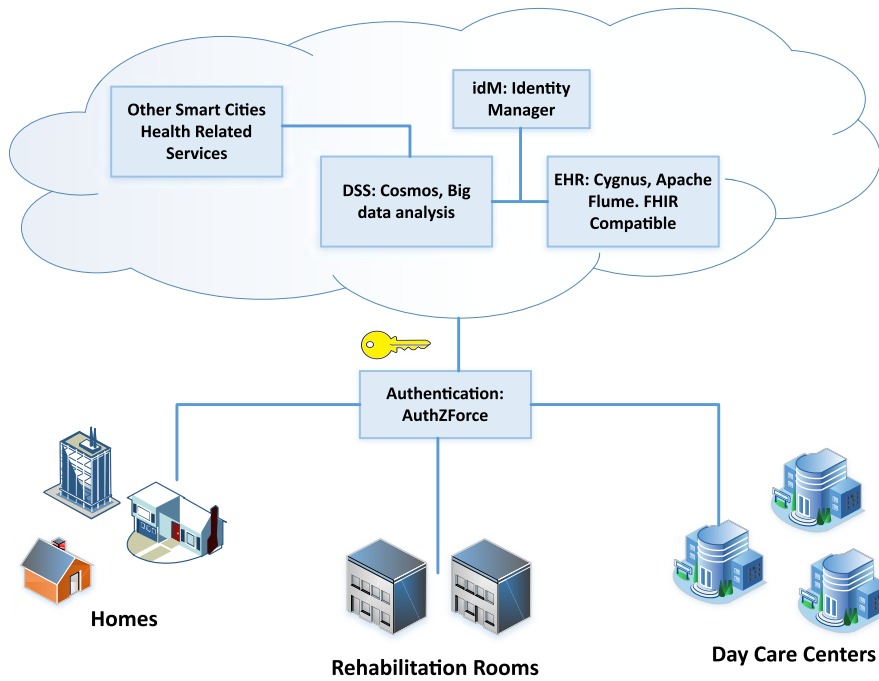 Other Smart Cities
Health Related
Services
idM: Identity
Manager
DSS: Cosmos, Big
data analysis
EHR: Cygnus, Apache
Flume. FHIR
Compatible
Authentication:
AuthZForce
Homes
Rehabilitation Rooms
Day Care Centers